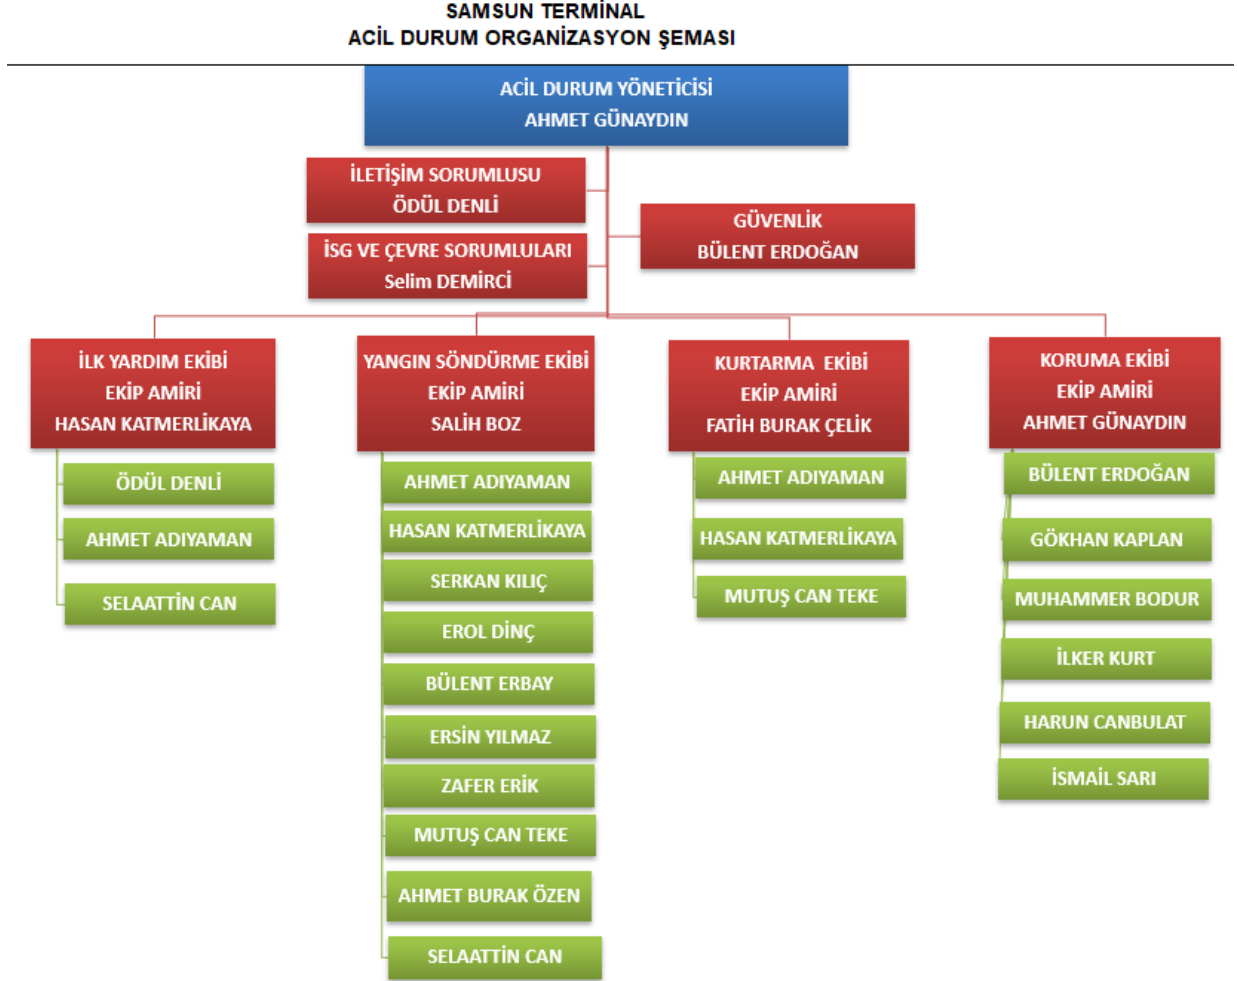 SAMSUN TERMİNAL
ACİL DURUM ORGANİZASYON ŞEMASI
ACİL DURUM YÖNETİCİSİ
AHMET GÜNAYDIN
İLETİŞİM SORUMLUSU
ÖDÜL DENLİ
GÜVENLİK
BÜLENT ERDOĞAN
İSG VE ÇEVRE SORUMLULARI
Selim DEMİRCİ
İLK YARDIM EKİBİ
EKİP AMİRİ
HASAN KATMERLİKAYA
ÖDÜL DENLİ
AHMET ADIYAMAN
SELAATTİN CAN
YANGIN SÖNDÜRME EKİBİ
EKİP AMİRİ
SALİH BOZ
AHMET ADIYAMAN
HASAN KATMERLİKAYA
SERKAN KILIÇ
EROL DİNÇ
BÜLENT ERBAY
ERSİN YILMAZ
ZAFER ERİK
MUTUŞ CAN TEKE
AHMET BURAK ÖZEN
SELAATTİN CAN
KURTARMA EKİBİ
EKİP AMİRİ
FATİH BURAK ÇELİK
AHMET ADIYAMAN
HASAN KATMERLİKAYA
MUTUŞ CAN TEKE
KORUMA EKİBİ
EKİP AMİRİ
AHMET GÜNAYDIN
BÜLENT ERDOĞAN
GÖKHAN KAPLAN
MUHAMMER BODUR
İLKER KURT
HARUN CANBULAT
İSMAİL SARI